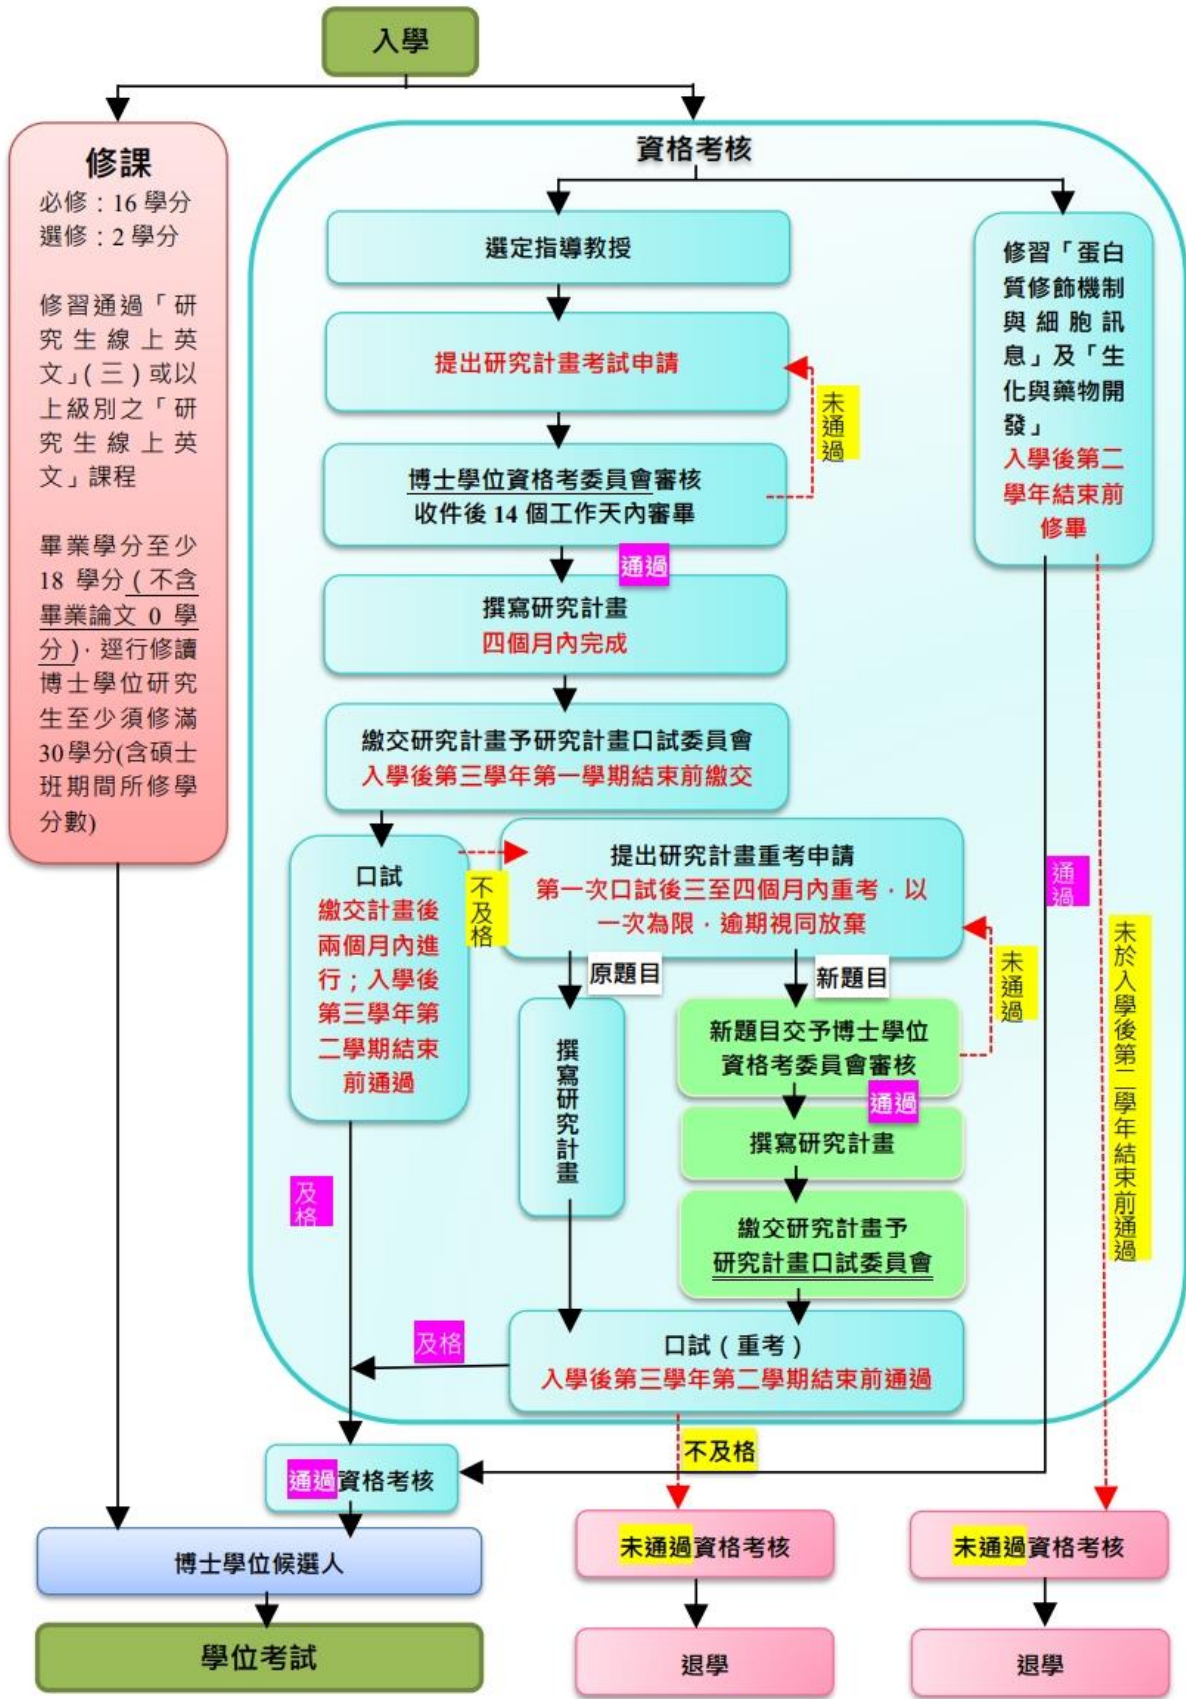 入學
修課
必修：16 學分
選修：2 學分
修習通過「研
究生線上英
文」(三)或以
上級別之「研
究生線上英
文」課程
畢業學分至少
18 學分(不含
畢業論文 0 學
分)，逕行修讀
博士學位研究
生至少須修滿
30學分(含碩士
班期間所修學
分數)
資格考核
選定指導教授
提出研究計畫考試申請
未通過
博士學位資格考委員會審核
收件後 14 個工作天內審畢
通過
撰寫研究計畫
四個月內完成
繳交研究計畫予研究計畫口試委員會
入學後第三學年第一學期結束前繳交
口試
繳交計畫後
兩個月內進
行；入學後
第三學年第
二學期結束
前通過
不及格
提出研究計畫重考申請
第一次口試後三至四個月內重考，以
一次為限，逾期視同放棄
原題目
新題目
未通過
撰寫研究計畫
新題目交予博士學位
資格考委員會審核
通過
撰寫研究計畫
繳交研究計畫予
研究計畫口試委員會
及格
及格
口試（重考）
入學後第三學年第二學期結束前通過
修習「蛋白
質修飾機制
與細胞訊
息」及「生
化與藥物開
發」
入學後第二
學年結束前
修畢
通過
未於入學後第二學年結束前通過
不及格
通過資格考核
未通過資格考核
未通過資格考核
博士學位候選人
學位考試
退學
退學